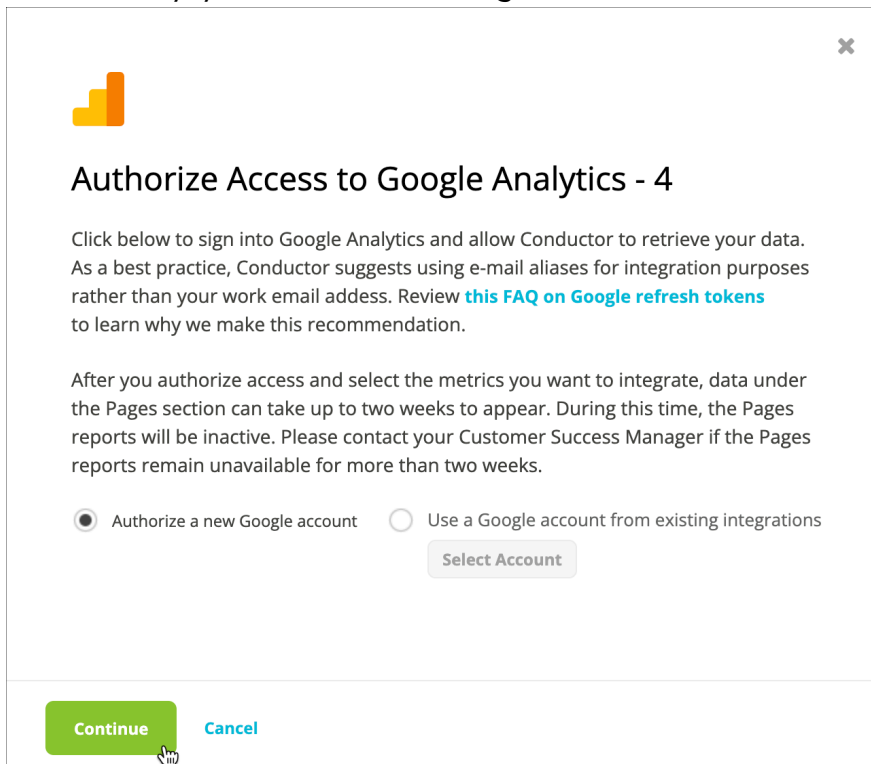 Authorize Access to Google Analytics - 4
Click below to sign into Google Analytics and allow Conductor to retrieve your data.
As a best practice, Conductor suggests using e-mail aliases for integration purposes
rather than your work email addess. Review this FAQ on Google refresh tokens
to learn why we make this recommendation.
After you authorize access and select the metrics you want to integrate, data under
the Pages section can take up to two weeks to appear. During this time, the Pages
reports will be inactive. Please contact your Customer Success Manager if the Pages
reports remain unavailable for more than two weeks.
Authorize a new Google account
Use a Google account from existing integrations
Select Account
Continue
Cancel